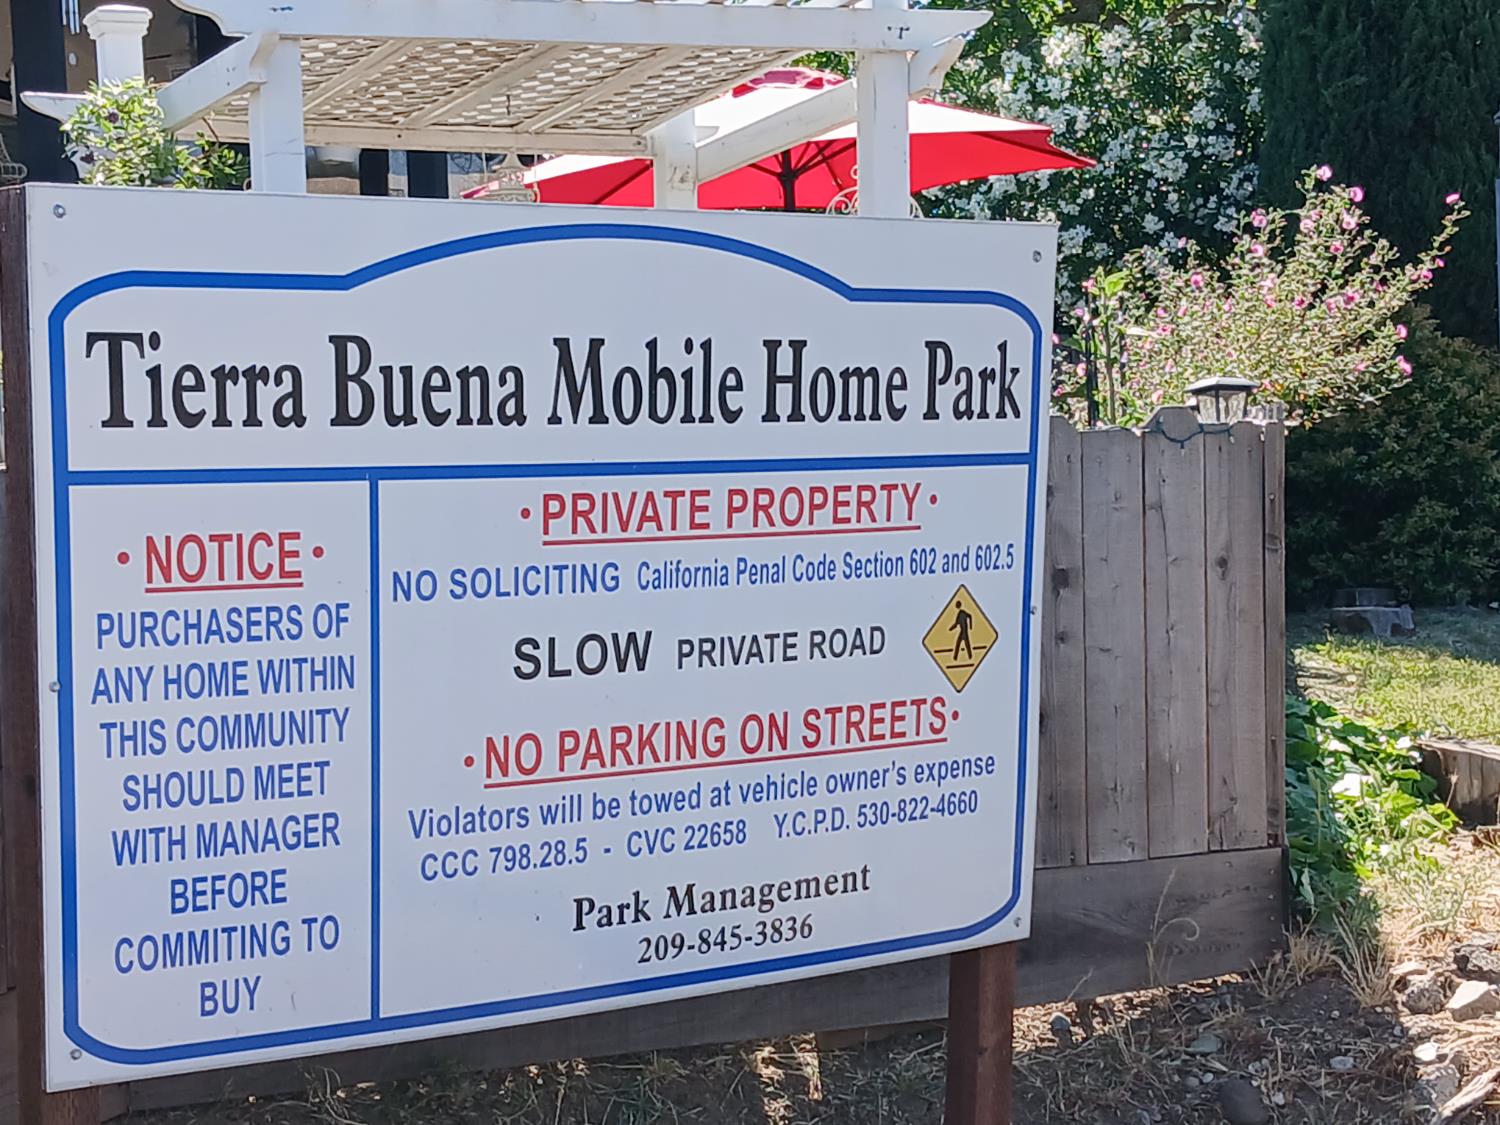 Tierra Buena Mobile Home Park
• NOTICE •
PURCHASERS OF
ANY HOME WITHIN
THIS COMMUNITY
SHOULD MEET
WITH MANAGER
BEFORE
COMMITING TO
BUY
• PRIVATE PROPERTY •
NO SOLICITING California Penal Code Section 602 and 602.5
SLOW PRIVATE ROAD
• NO PARKING ON STREETS •
Violators will be towed at vehicle owner's expense
CCC 798.28.5 - CVC 22658 Y.C.P.D. 530-822-4660
Park Management
209-845-3836